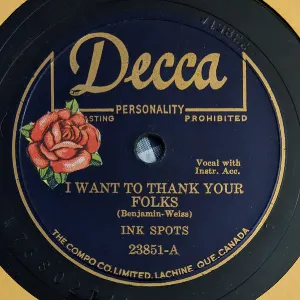 Decca
PERSONALITY
CASTING PROHIBITED
Vocal with
Instr. Acc.
I WANT TO THANK YOUR
FOLKS
(Benjamin-Weiss)
INK SPOTS
23851-A
THE COMPO CO. LIMITED. LACHINE QUE. CANADA